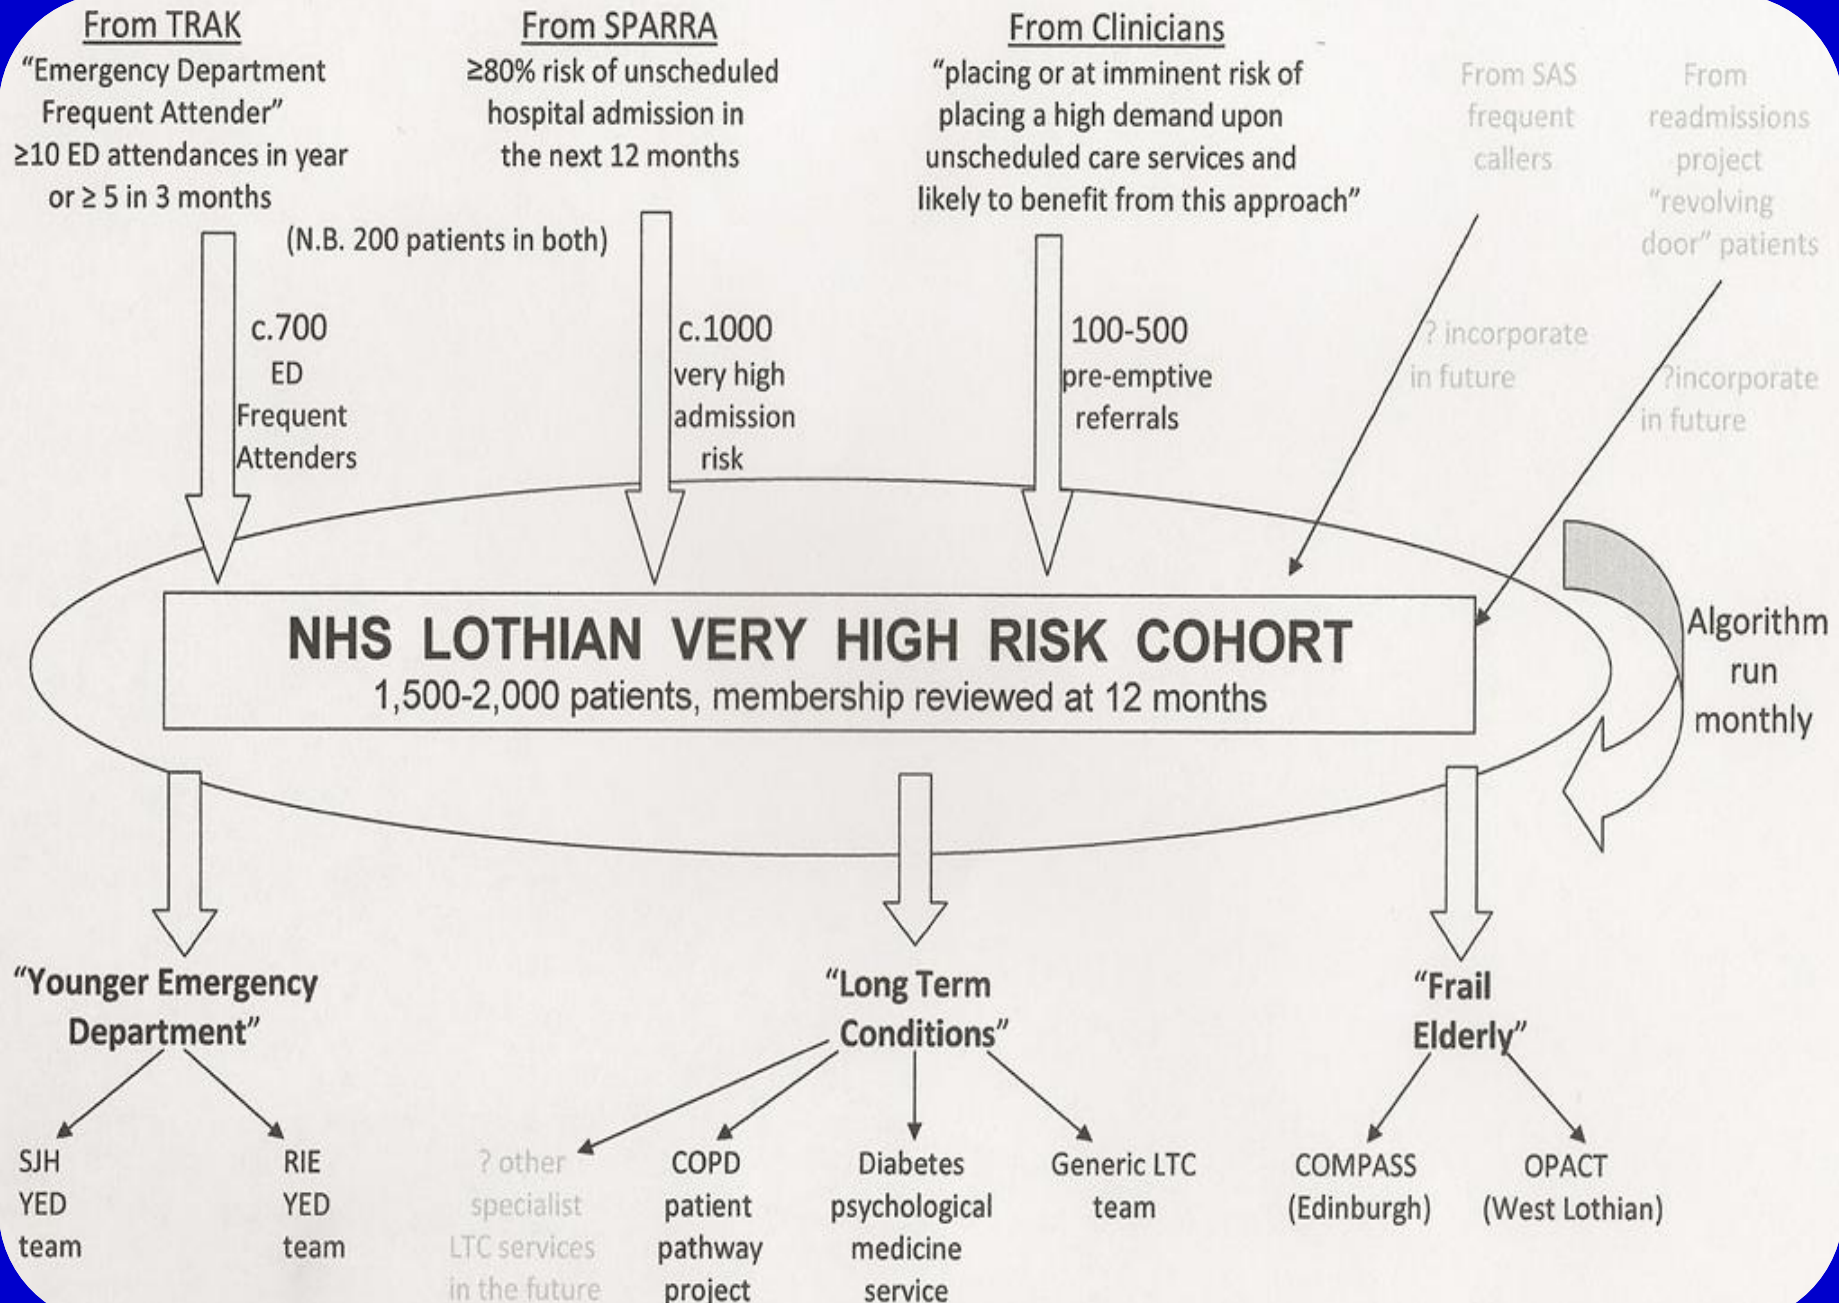 From TRAK
“Emergency Department
Frequent Attender”
≥10 ED attendances in year
or ≥ 5 in 3 months
From SPARRA
≥80% risk of unscheduled
hospital admission in
the next 12 months
(N.B. 200 patients in both)
From Clinicians
“placing or at imminent risk of
placing a high demand upon
unscheduled care services and
likely to benefit from this approach”
From SAS
frequent
callers
From
readmissions
project
“revolving
door” patients
c.700
ED
Frequent
Attenders
c.1000
very high
admission
risk
100-500
pre-emptive
referrals
? incorporate
in future
?incorporate
in future
NHS LOTHIAN VERY HIGH RISK COHORT
1,500-2,000 patients, membership reviewed at 12 months
Algorithm
run
monthly
“Younger Emergency
Department”
“Long Term
Conditions”
“Frail
Elderly”
SJH
YED
team
RIE
YED
team
? other
specialist
LTC services
in the future
COPD
patient
pathway
project
Diabetes
psychological
medicine
service
Generic LTC
team
COMPASS
(Edinburgh)
OPACT
(West Lothian)